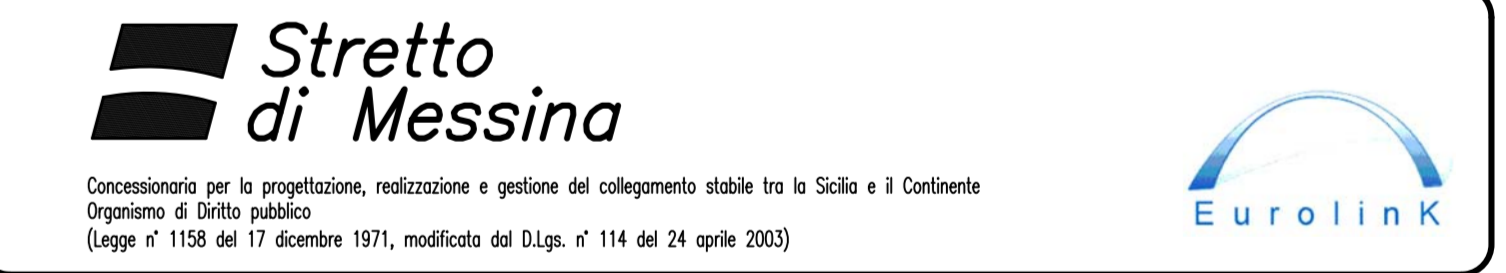 Stretto
di Messina
Concessionaria per la progettazione, realizzazione e gestione del collegamento stabile tra la Sicilia e il Continente
Organismo di Diritto pubblico
(Legge n° 1158 del 17 dicembre 1971, modificata dal D.Lgs. n° 114 del 24 aprile 2003)
EurolinK